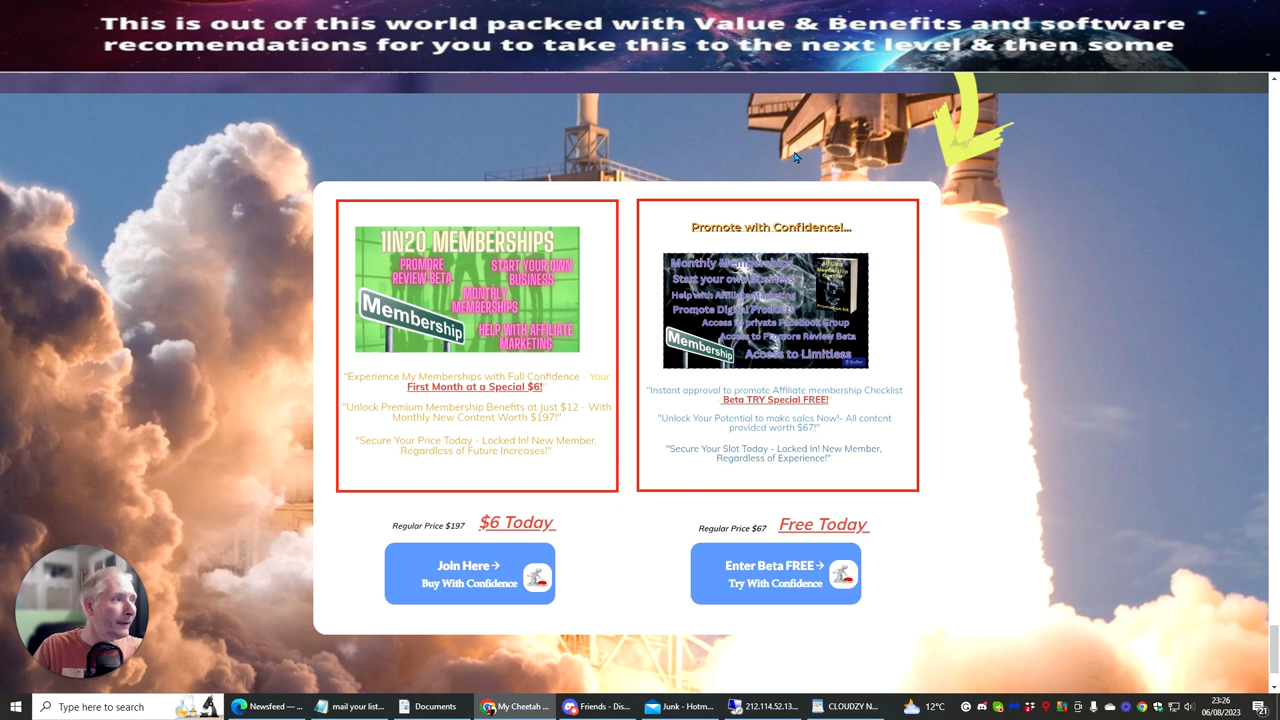 This is out of this world packed with Value & Benefits and software
recomendations for you to take this to the next level & then some
1IN20 MEMBERSHIPS
PROMORE
REVIEW BETA
START YOUR OWN
BUSINESS
MONTHLY
MEMBERSHIPS
Membership
HELP WITH AFFILIATE
MARKETING
"Experience My Memberships with Full Confidence - Your
First Month at a Special $6!
"Unlock Premium Membership Benefits at Just $12 - With
Monthly New Content Worth $197!"
"Secure Your Price Today - Locked In! New Member,
Regardless of Future Increases!"
Regular Price $197 $6 Today
Join Here →
Buy With Confidence
Promote with Confidence!...
Monthly Memberships
Start your own Business
Help with Affiliate Marketing
Promote Digital Products
Access to private Facebook Group
Access to Promore Review Beta
Access to Limitless
Membership
Affiliate
Membership
Promotion kit
Buffer
"Instant approval to promote Affiliate membership Checklist
Beta TRY Special FREE!
"Unlock Your Potential to make sales Now!- All content
provided worth $67!"
"Secure Your Slot Today - Locked In! New Member,
Regardless of Experience!"
Regular Price $67 Free Today
Enter Beta FREE →
Try With Confidence
Type here to search
Newsfeed — ...
mail your list...
Documents
My Cheetah ...
Friends - Dis...
Junk - Hotm...
212.114.52.13...
CLOUDZY N...
12°C
23:26
06/08/2023